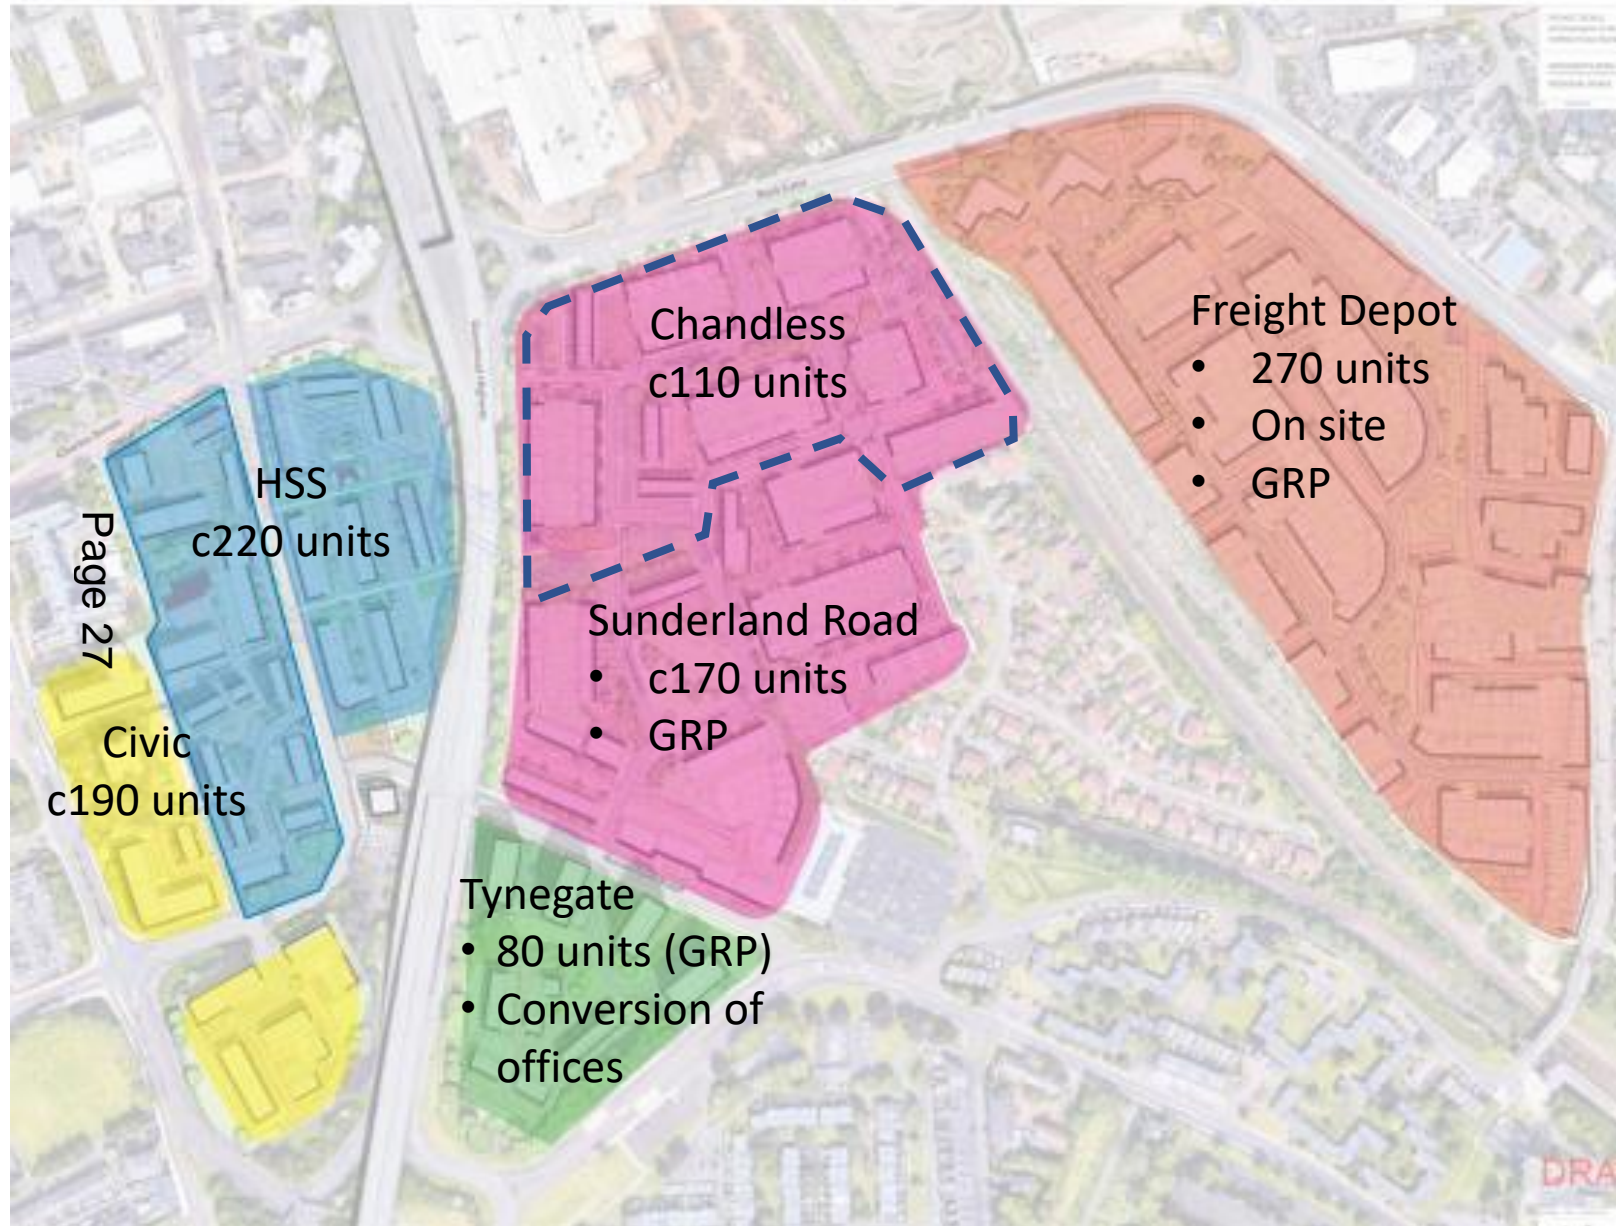 Chandless
c110 units
Freight Depot
• 270 units
• On site
• GRP
HSS
c220 units
Page 27
Sunderland Road
• c170 units
• GRP
Civic
c190 units
Tynegate
• 80 units (GRP)
• Conversion of
offices
DRA